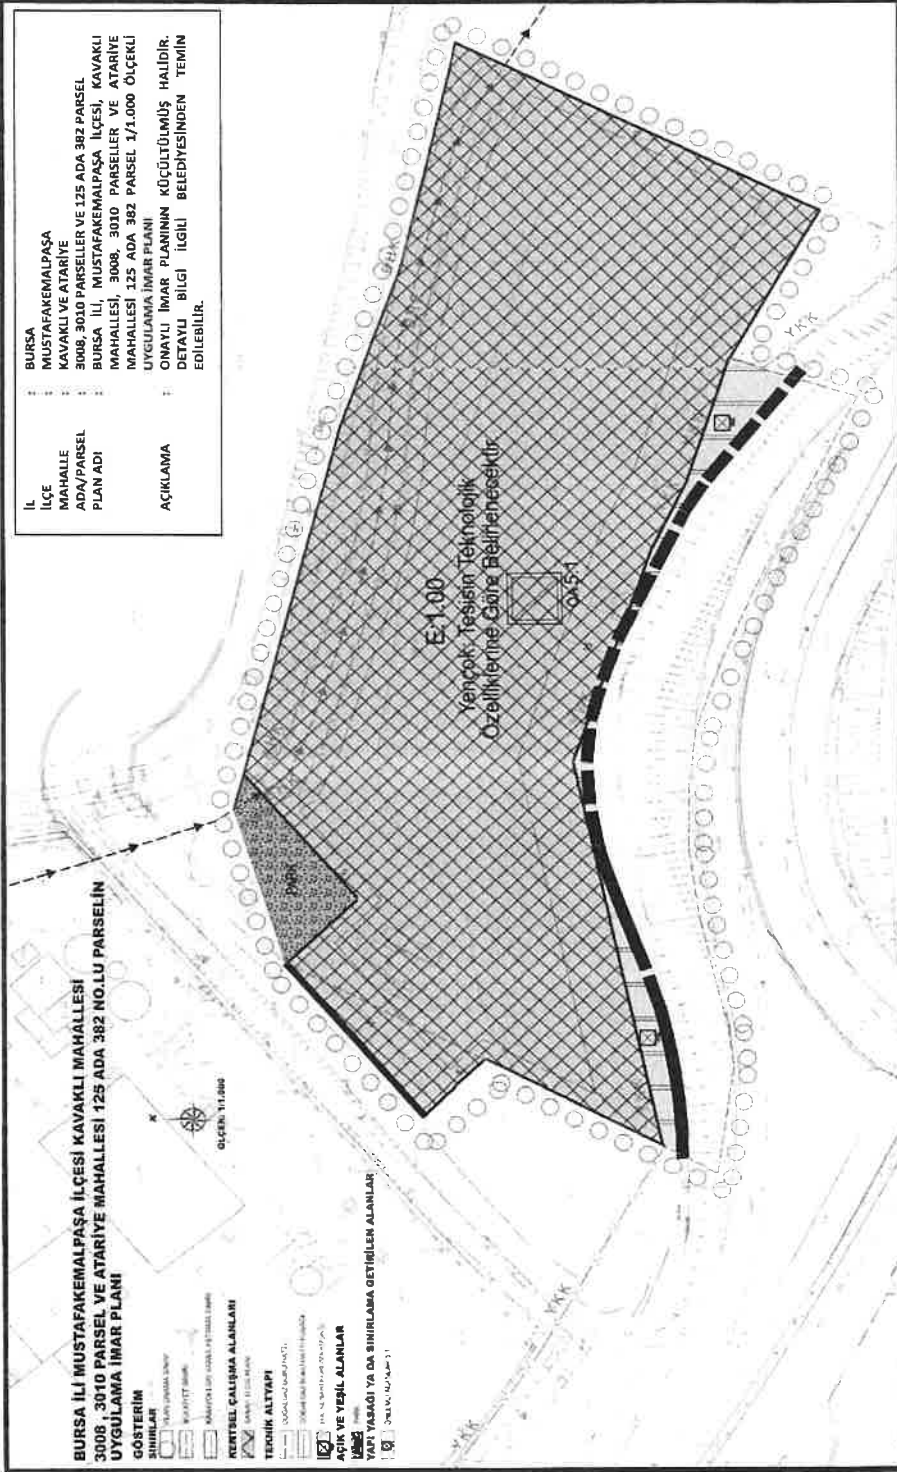 BURSA İLİ MUSTAFAKEMALPAŞA İLÇESİ KAVAKLI MAHALLESİ
3008 , 3010 PARSEL VE ATARİYE MAHALLESİ 125 ADA 382 NO.LU PARSELİN
UYGULAMA İMAR PLANI
GÖSTERİM
SINIRLAR
KENTSEL ÇALIŞMA ALANLARI
TEKNİK ALTYAPI
AÇIK VE YEŞİL ALANLAR
PARK
YAPI YASAĞI YA DA SINIRLAMA GETİRİLEN ALANLAR
ÖLÇEK: 1/1.000
İL : BURSA
İLÇE : MUSTAFAKEMALPAŞA
MAHALLE : KAVAKLI VE ATARİYE
ADA/PARSEL : 3008, 3010 PARSELLER VE 125 ADA 382 PARSEL
PLAN ADI : BURSA İLİ, MUSTAFAKEMALPAŞA İLÇESİ, KAVAKLI
MAHALLESİ, 3008, 3010 PARSELLER VE ATARİYE
MAHALLESİ 125 ADA 382 PARSEL 1/1.000 ÖLÇEKLİ
UYGULAMA İMAR PLANI
AÇIKLAMA : ONAYLI İMAR PLANININ KÜÇÜLTÜLMÜŞ HALİDİR.
DETAYLI BİLGİ İLGİLİ BELEDİYESİNDEN TEMİN
EDİLEBİLİR.
PARK
E:1.00
Yençok: Tesisin Teknolojik
Özelliklerine Göre Belirlenecektir
ÖA 5-1
YKK
YKK
YKK